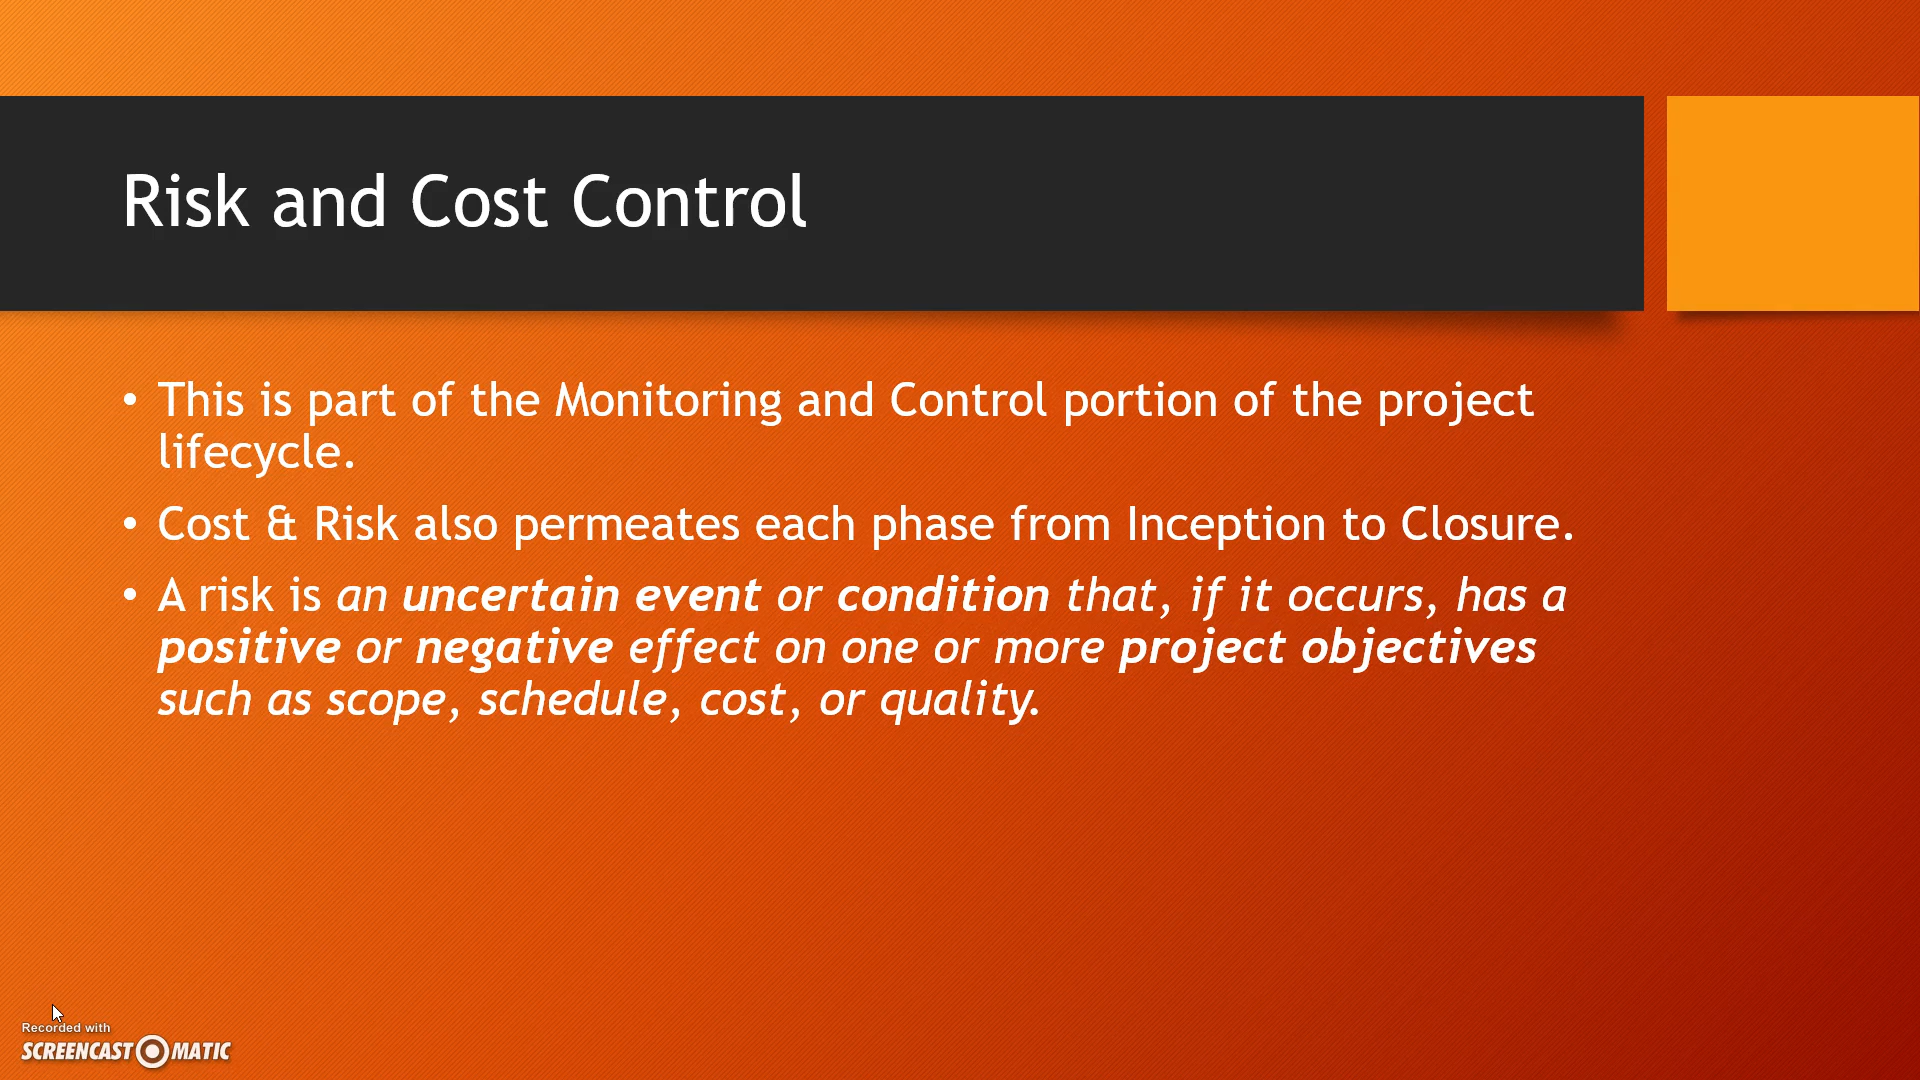 Risk and Cost Control
• This is part of the Monitoring and Control portion of the project
lifecycle.
• Cost & Risk also permeates each phase from Inception to Closure.
• A risk is an uncertain event or condition that, if it occurs, has a
positive or negative effect on one or more project objectives
such as scope, schedule, cost, or quality.
Recorded with
SCREENCAST MATIC